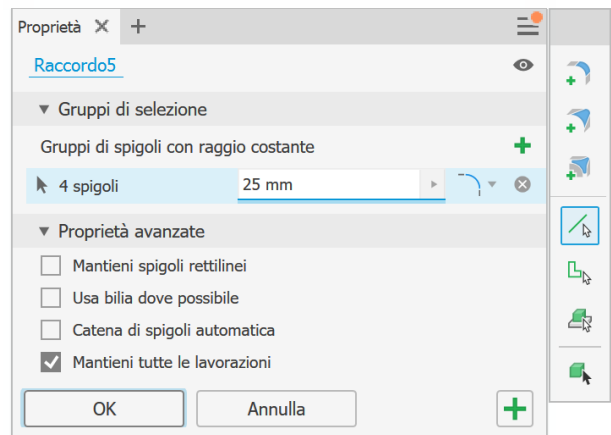 Proprietà
Raccordo5
Gruppi di selezione
Gruppi di spigoli con raggio costante
4 spigoli 25 mm
Proprietà avanzate
Mantieni spigoli rettilinei
Usa bilia dove possibile
Catena di spigoli automatica
Mantieni tutte le lavorazioni
OK Annulla